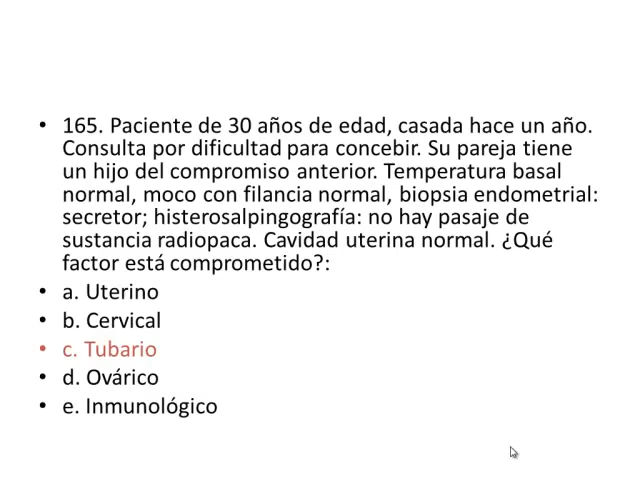 • 165. Paciente de 30 años de edad, casada hace un año.
Consulta por dificultad para concebir. Su pareja tiene
un hijo del compromiso anterior. Temperatura basal
normal, moco con filancia normal, biopsia endometrial:
secretor; histerosalpingografía: no hay pasaje de
sustancia radiopaca. Cavidad uterina normal. ¿Qué
factor está comprometido?:
• a. Uterino
• b. Cervical
• c. Tubario
• d. Ovárico
• e. Inmunológico